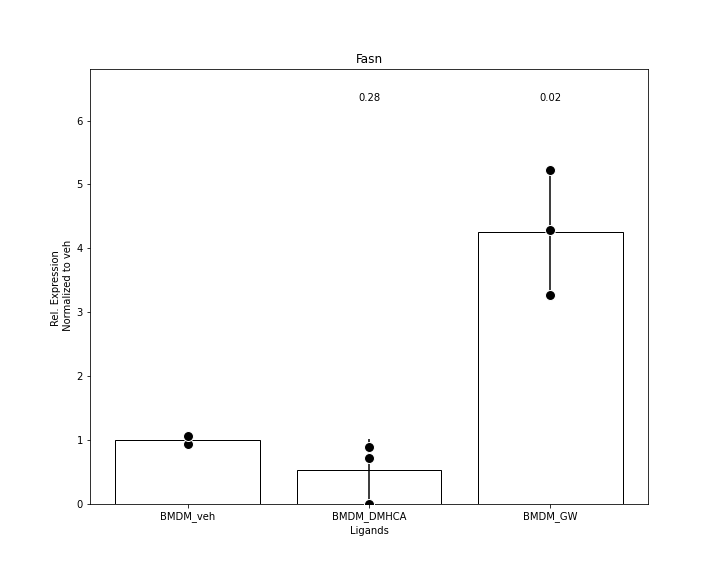 Fasn
0.28
0.02
6
5
4
3
2
1
0
Rel. Expression
Normalized to veh
BMDM_veh
BMDM_DMHCA
BMDM_GW
Ligands